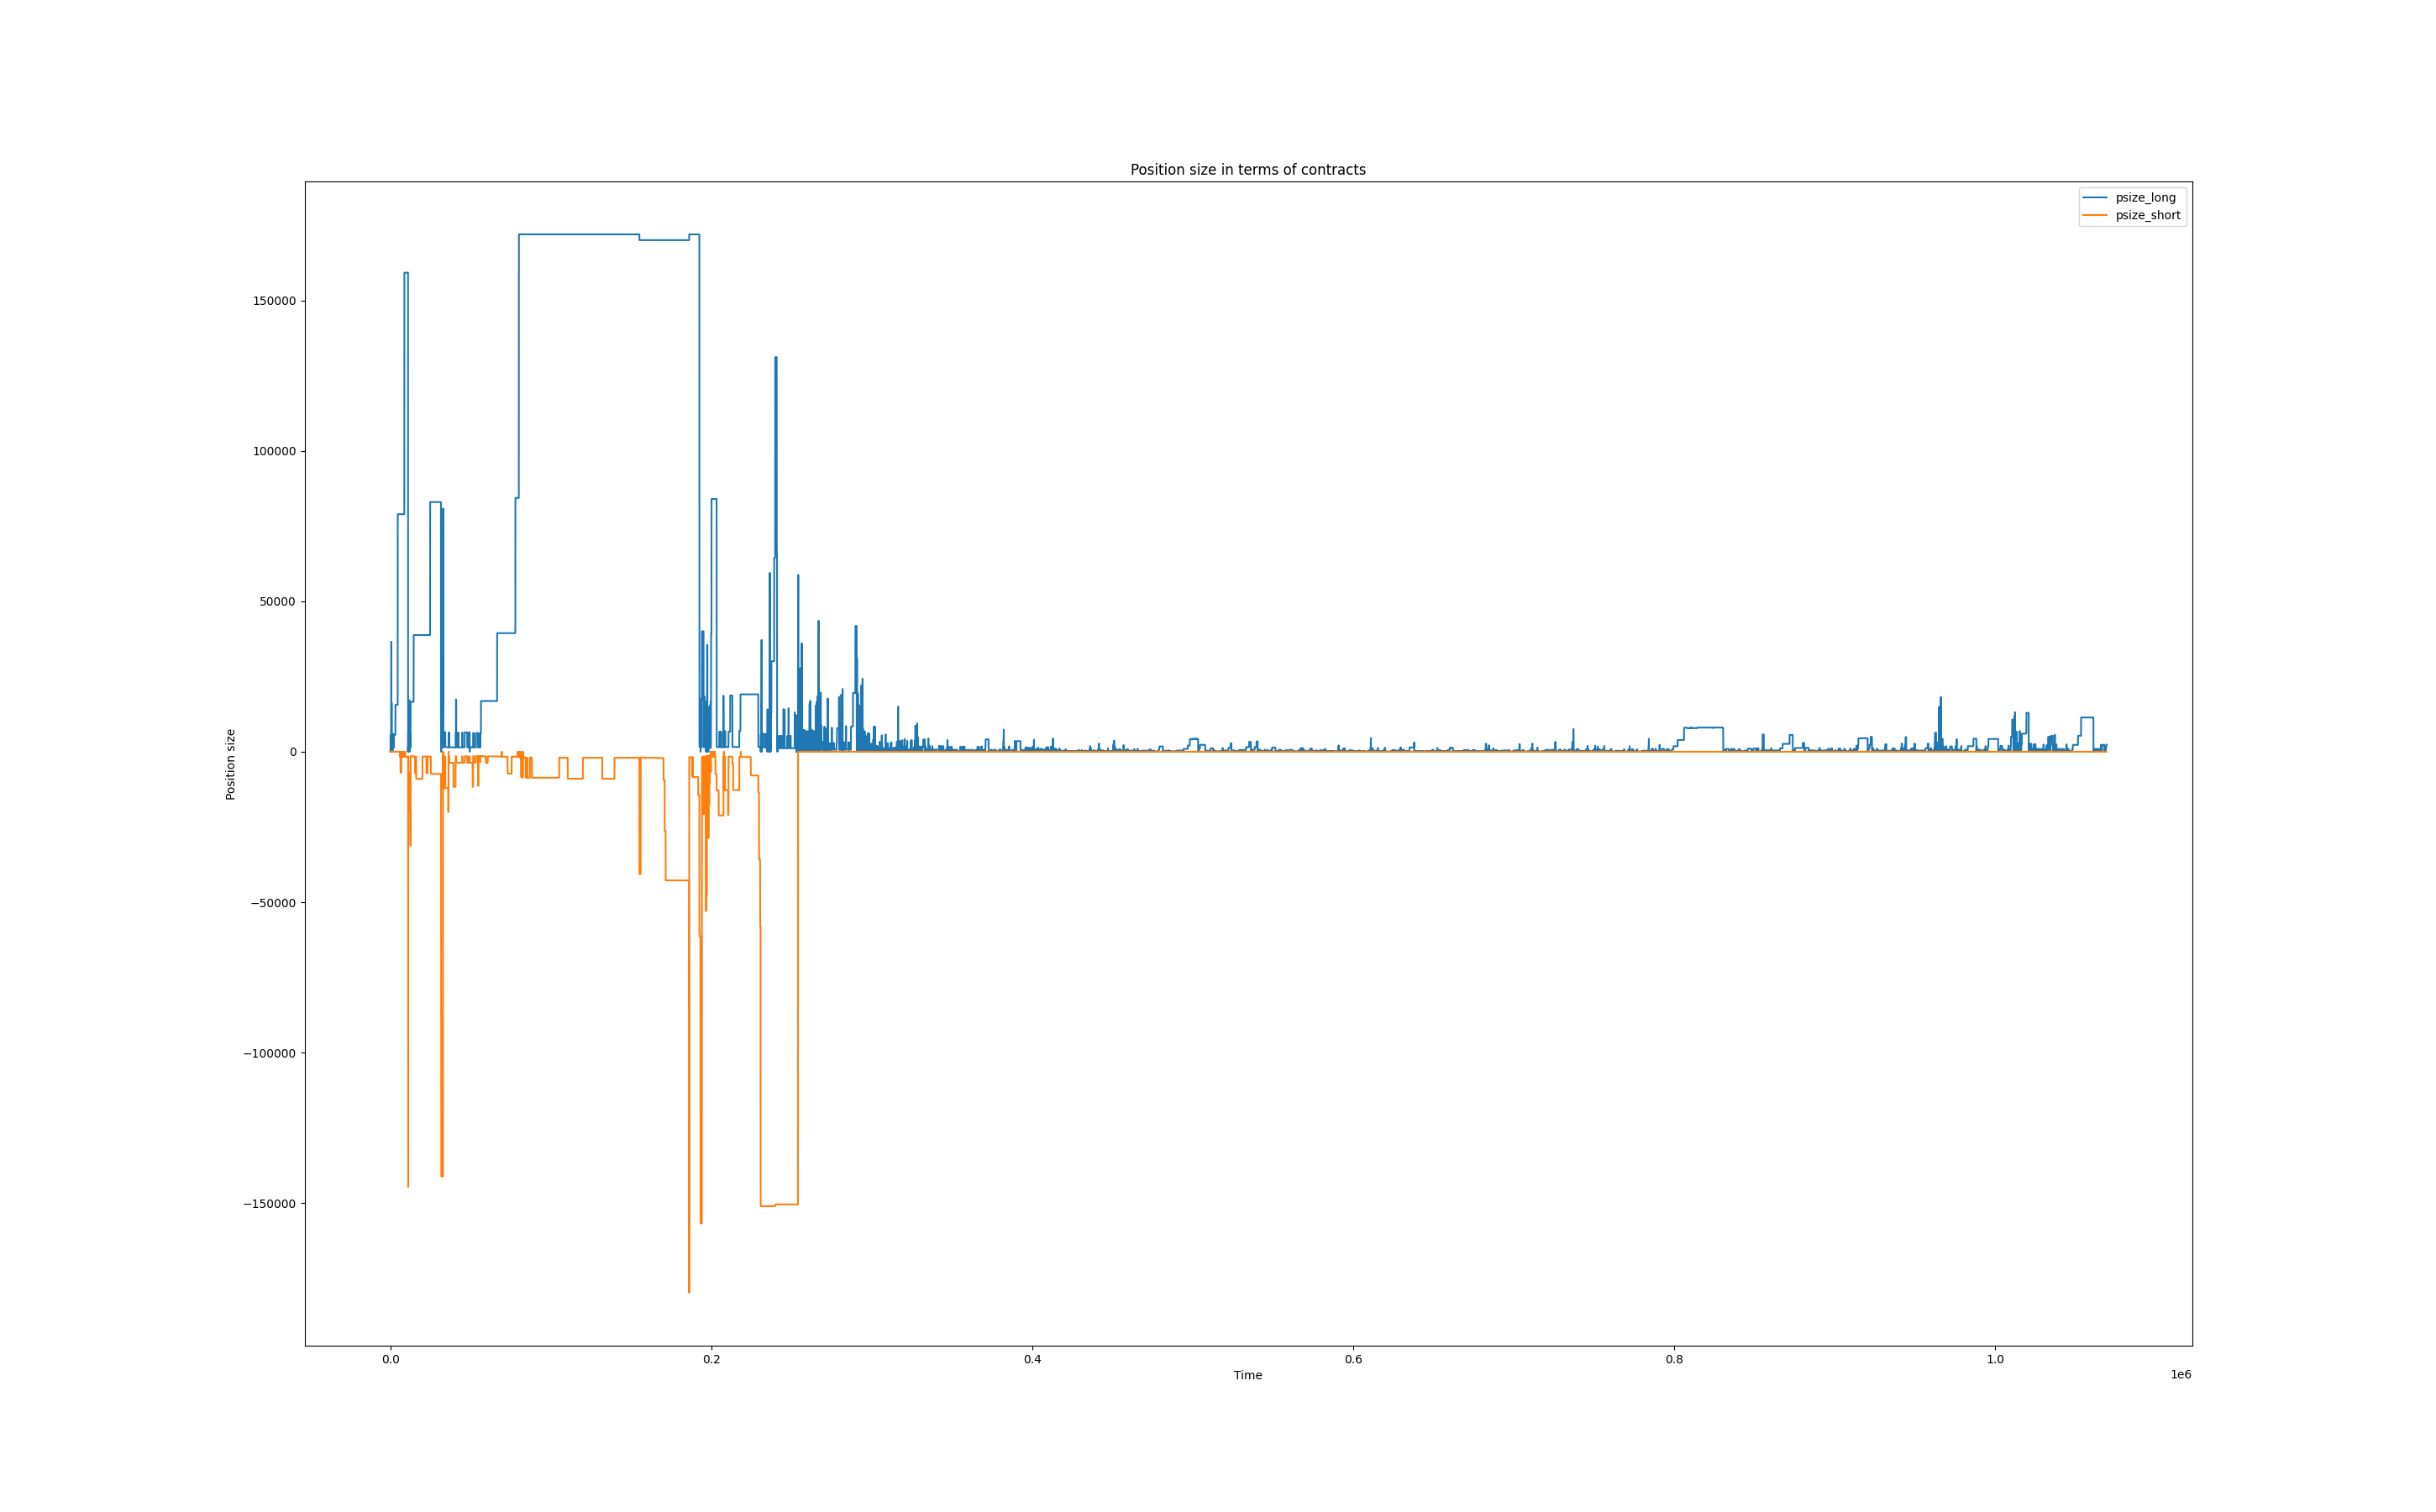 Position size in terms of contracts
psize_long
psize_short
150000
100000
50000
0
−50000
−100000
−150000
Position size
0.0 0.2 0.4 0.6 0.8 1.0
Time
1e6